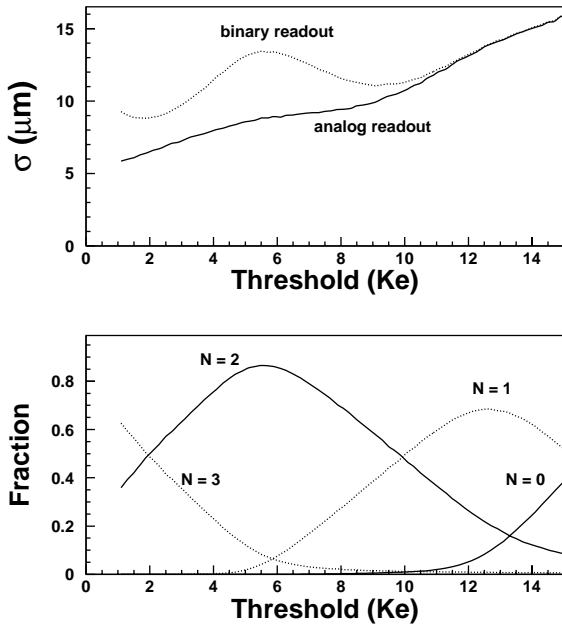 σ (μm)
15
10
5
0
binary readout
analog readout
0 2 4 6 8 10 12 14
Threshold (Ke)
Fraction
0.8
0.6
0.4
0.2
0
N = 2
N = 1
N = 3
N = 0
0 2 4 6 8 10 12 14
Threshold (Ke)